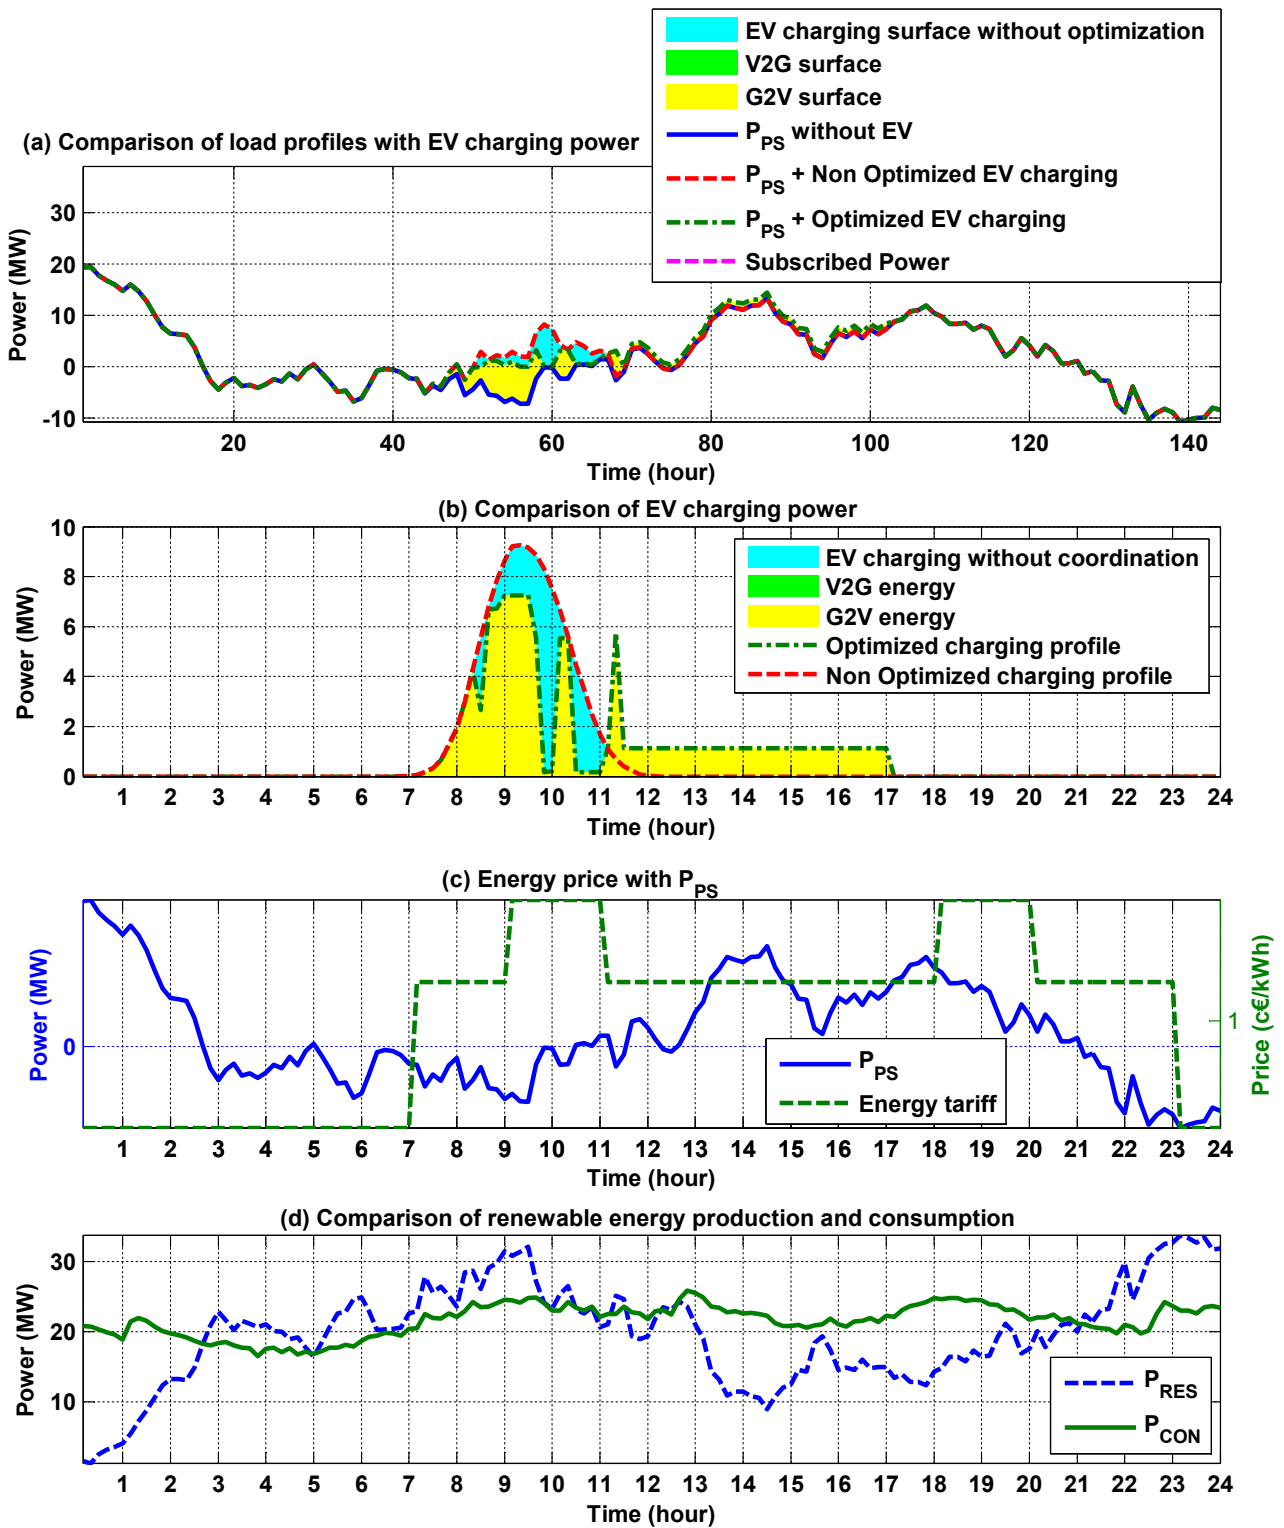 EV charging surface without optimization
V2G surface
G2V surface
P_PS without EV
P_PS + Non Optimized EV charging
P_PS + Optimized EV charging
Subscribed Power
(a) Comparison of load profiles with EV charging power
Power (MW)
30
20
10
0
-10
20 40 60 80 100 120 140
Time (hour)
(b) Comparison of EV charging power
Power (MW)
10
8
6
4
2
0
EV charging without coordination
V2G energy
G2V energy
Optimized charging profile
Non Optimized charging profile
1 2 3 4 5 6 7 8 9 10 11 12 13 14 15 16 17 18 19 20 21 22 23 24
Time (hour)
(c) Energy price with P_PS
Power (MW)
0
1
Price (c€/kWh)
P_PS
Energy tariff
1 2 3 4 5 6 7 8 9 10 11 12 13 14 15 16 17 18 19 20 21 22 23 24
Time (hour)
(d) Comparison of renewable energy production and consumption
Power (MW)
30
20
10
P_RES
P_CON
1 2 3 4 5 6 7 8 9 10 11 12 13 14 15 16 17 18 19 20 21 22 23 24
Time (hour)